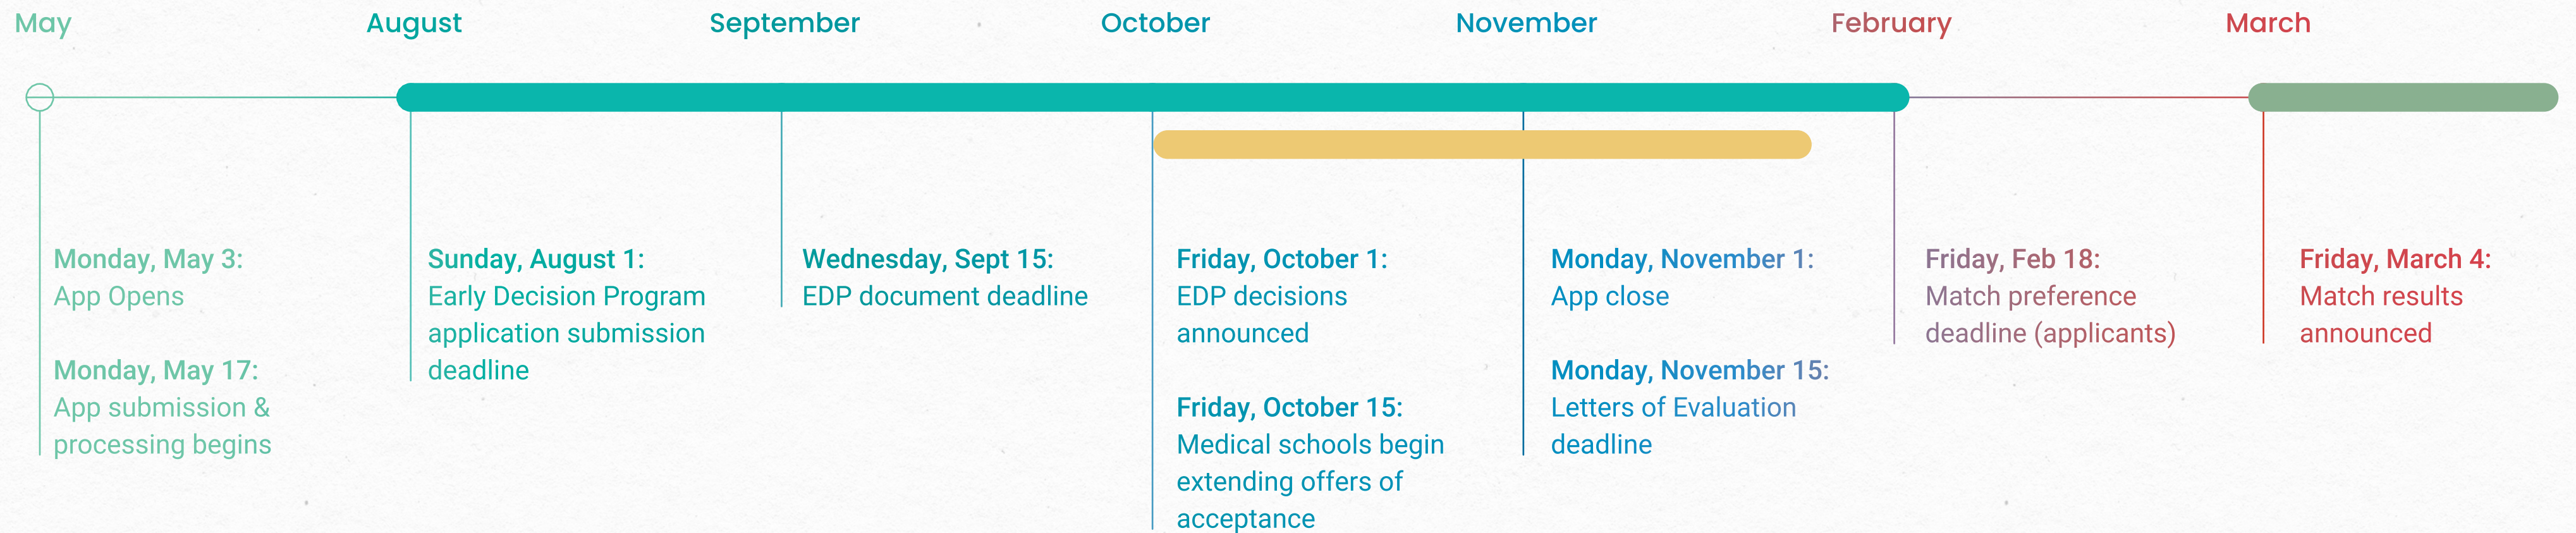 May
August
September
October
November
February
March
Monday, May 3:
App Opens
Monday, May 17:
App submission &
processing begins
Sunday, August 1:
Early Decision Program
application submission
deadline
Wednesday, Sept 15:
EDP document deadline
Friday, October 1:
EDP decisions
announced
Friday, October 15:
Medical schools begin
extending offers of
acceptance
Monday, November 1:
App close
Monday, November 15:
Letters of Evaluation
deadline
Friday, Feb 18:
Match preference
deadline (applicants)
Friday, March 4:
Match results
announced